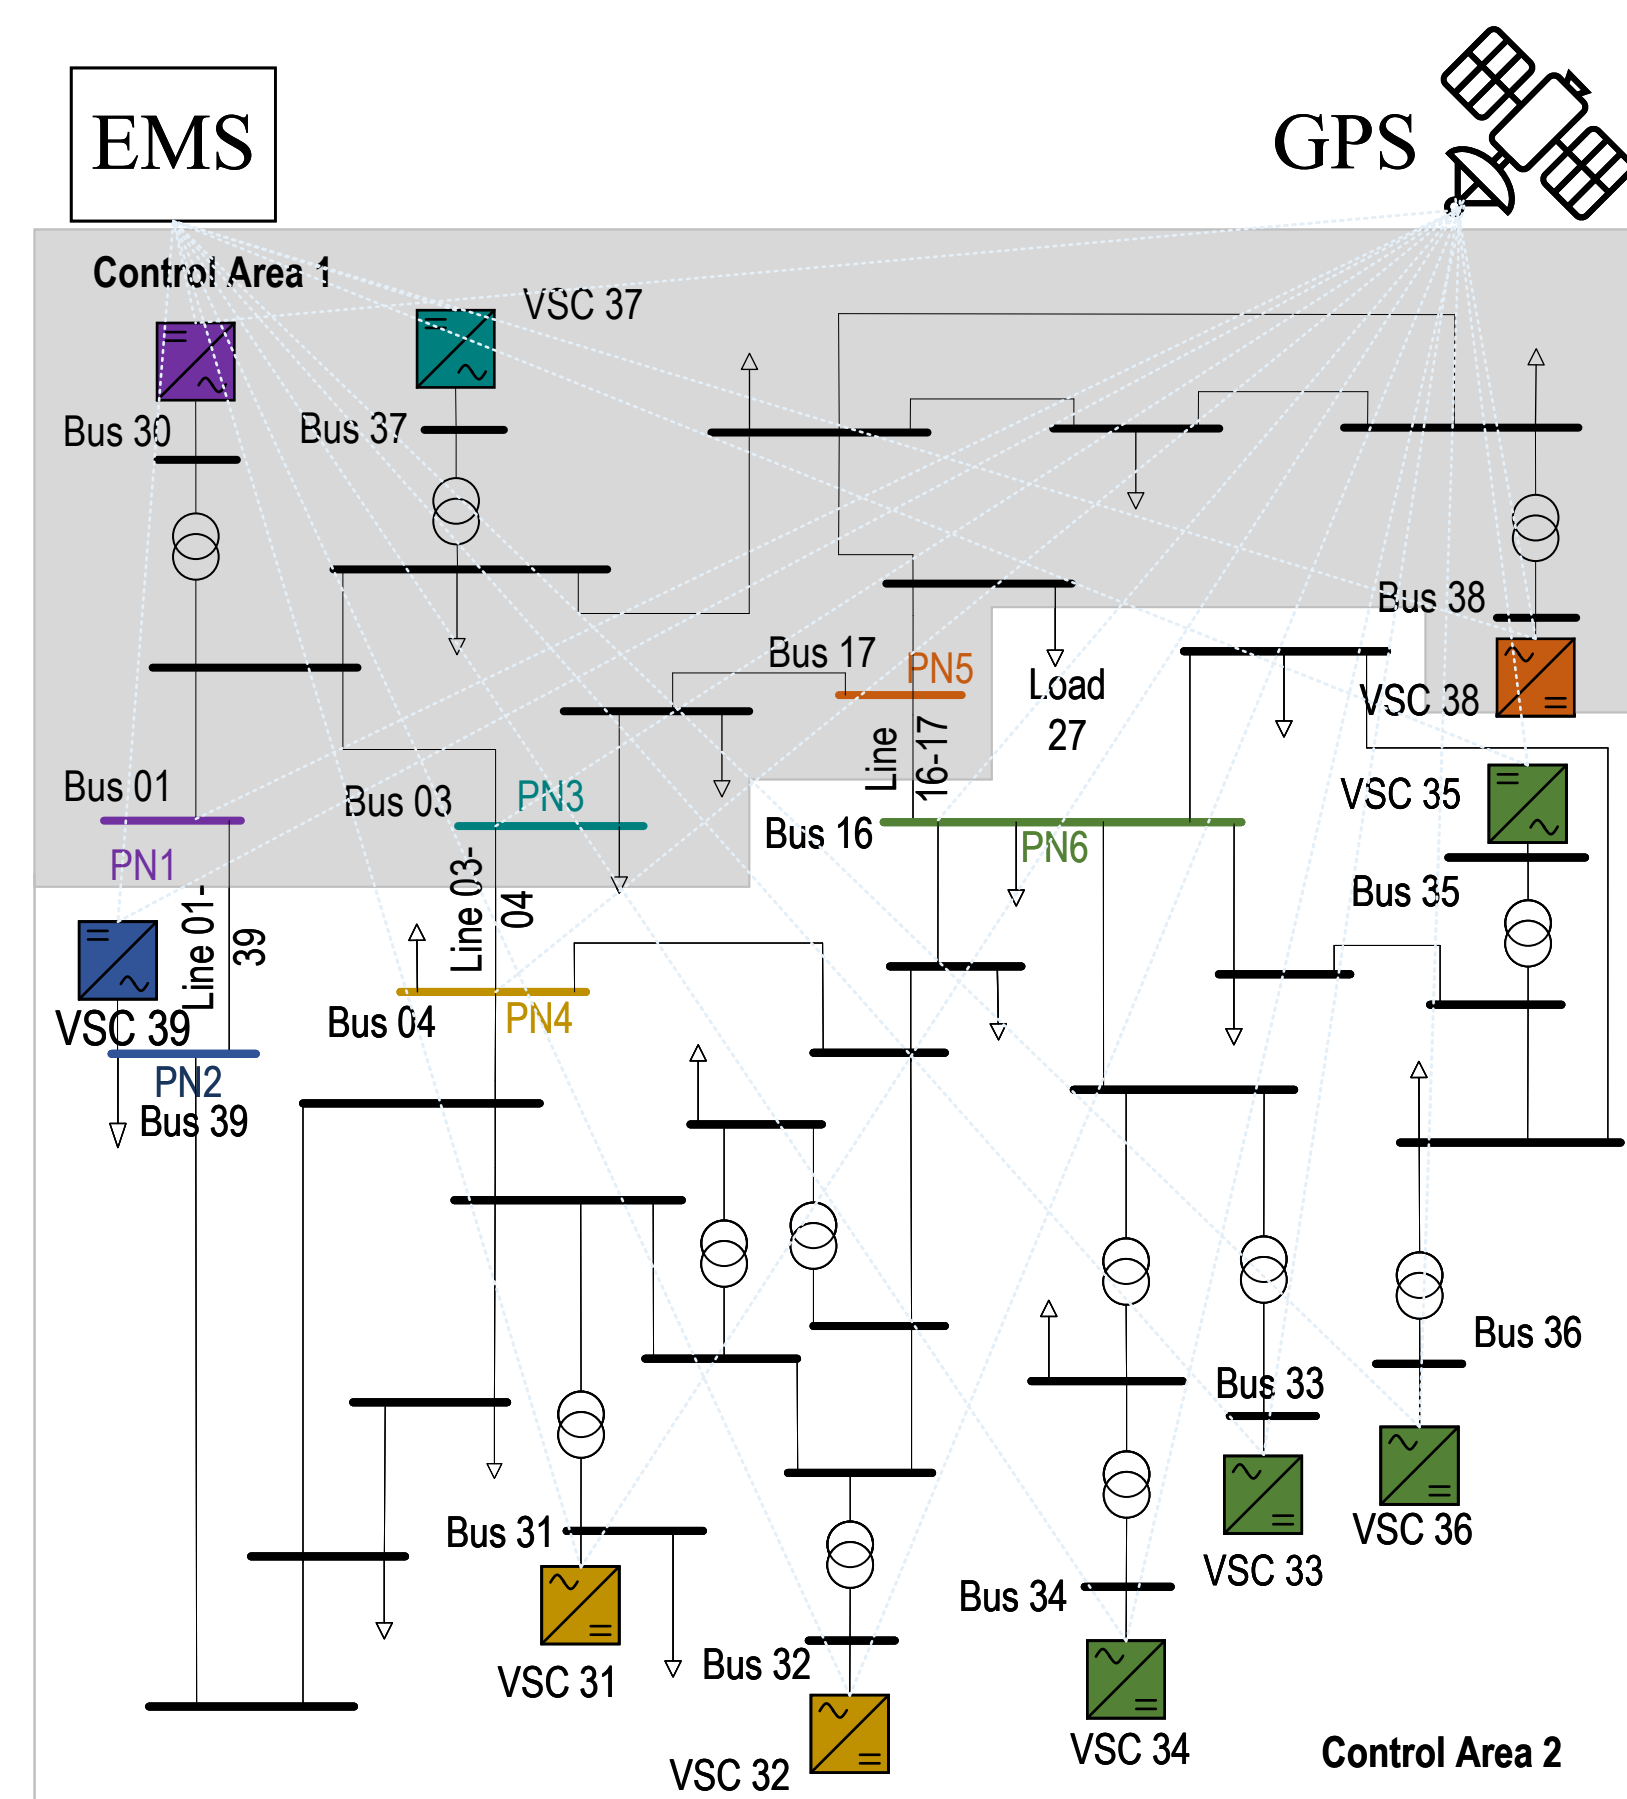 EMS
GPS
Control Area 1
VSC 37
Bus 30
Bus 37
Bus 38
Bus 17
PN5
Load
27
VSC 38
Line
16-17
Bus 01
Bus 03
PN3
VSC 35
Bus 16
PN6
PN1
Line 03-
04
Bus 35
Line 01-
39
VSC 39
Bus 04
PN4
PN2
Bus 39
Bus 36
Bus 33
Bus 31
VSC 36
VSC 33
Bus 34
VSC 31
Bus 32
VSC 34
Control Area 2
VSC 32